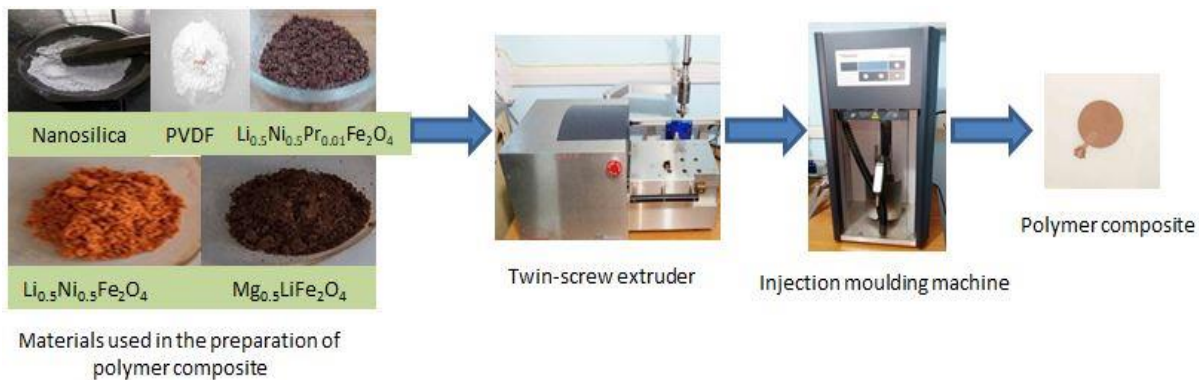 Nanosilica
PVDF
Li₀.₅Ni₀.₅Pr₀.₀₁Fe₂O₄
Li₀.₅Ni₀.₅Fe₂O₄
Mg₀.₅LiFe₂O₄
Materials used in the preparation of
polymer composite
Twin-screw extruder
Injection moulding machine
Polymer composite